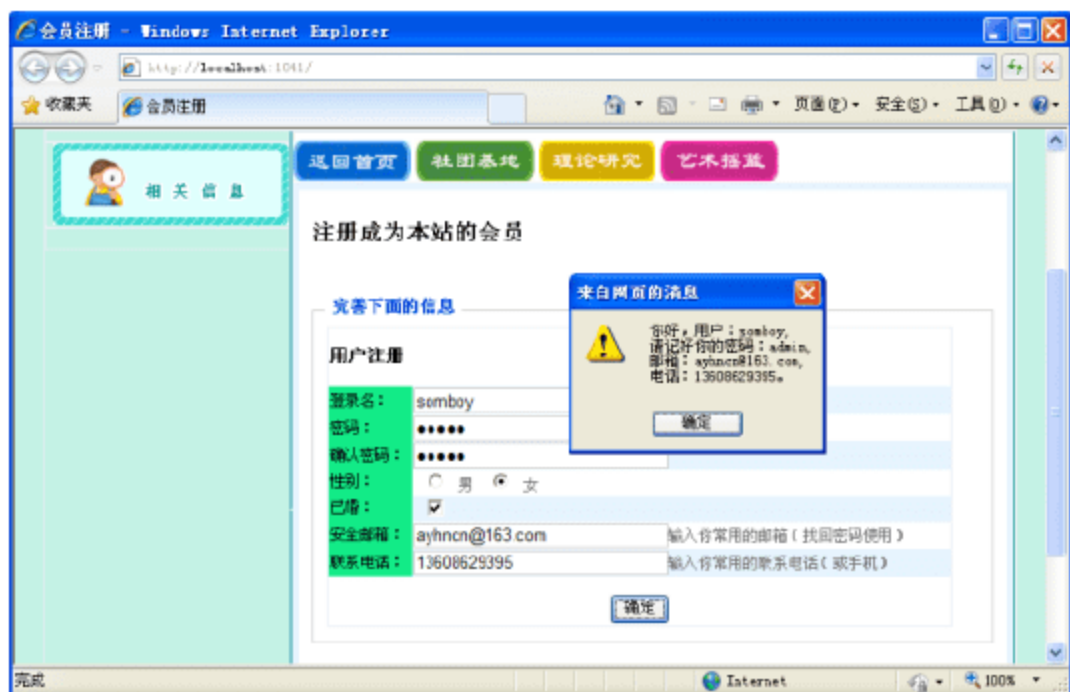 会员注册 - Windows Internet Explorer
http://localhost:1041/
收藏夹
会员注册
页面(P)
安全(S)
工具(O)
相关信息
返回首页
社团基地
理论研究
艺术摇篮
注册成为本站的会员
完善下面的信息
用户注册
登录名：
somboy
密码：
●●●●●
确认密码：
●●●●●
性别：
男
女
已婚：
安全邮箱：
ayhncn@163.com
输入你常用的邮箱（找回密码使用）
联系电话：
13608629395
输入你常用的联系电话（或手机）
确定
来自网页的消息
你好，用户：somboy,
请记好你的密码：admin,
邮箱：ayhncn@163.com,
电话：13608629395。
确定
完成
Internet
100%